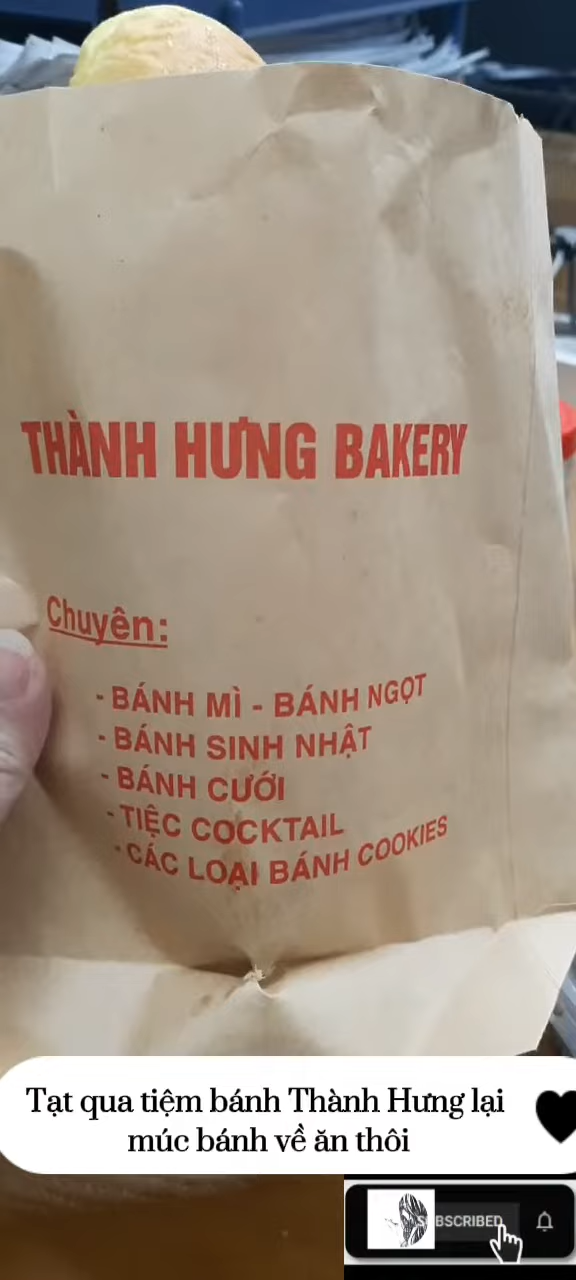 THÀNH HƯNG BAKERY
Chuyên:
- BÁNH MÌ - BÁNH NGỌT
- BÁNH SINH NHẬT
- BÁNH CƯỚI
- TIỆC COCKTAIL
- CÁC LOẠI BÁNH COOKIES
Tạt qua tiệm bánh Thành Hưng lại
múc bánh về ăn thôi
SUBSCRIBED